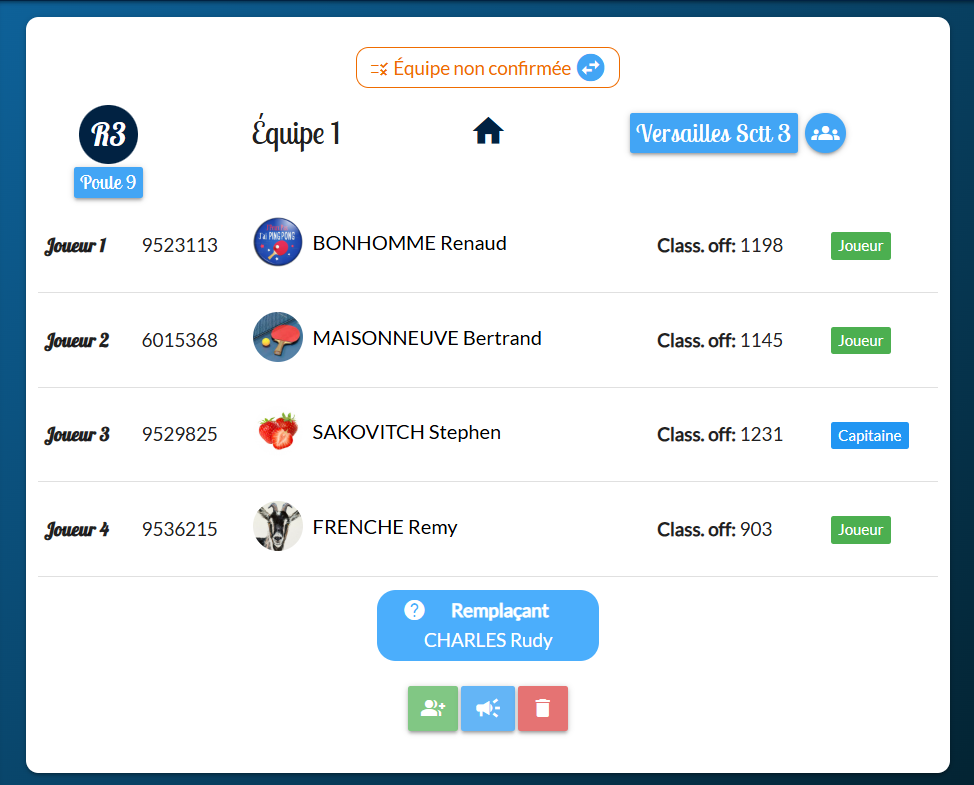 Équipe non confirmée
R3
Équipe 1
Versailles Sctt 3
Poule 9
Joueur 1 9523113 BONHOMME Renaud Class. off: 1198 Joueur
Joueur 2 6015368 MAISONNEUVE Bertrand Class. off: 1145 Joueur
Joueur 3 9529825 SAKOVITCH Stephen Class. off: 1231 Capitaine
Joueur 4 9536215 FRENCHE Remy Class. off: 903 Joueur
Remplaçant
CHARLES Rudy